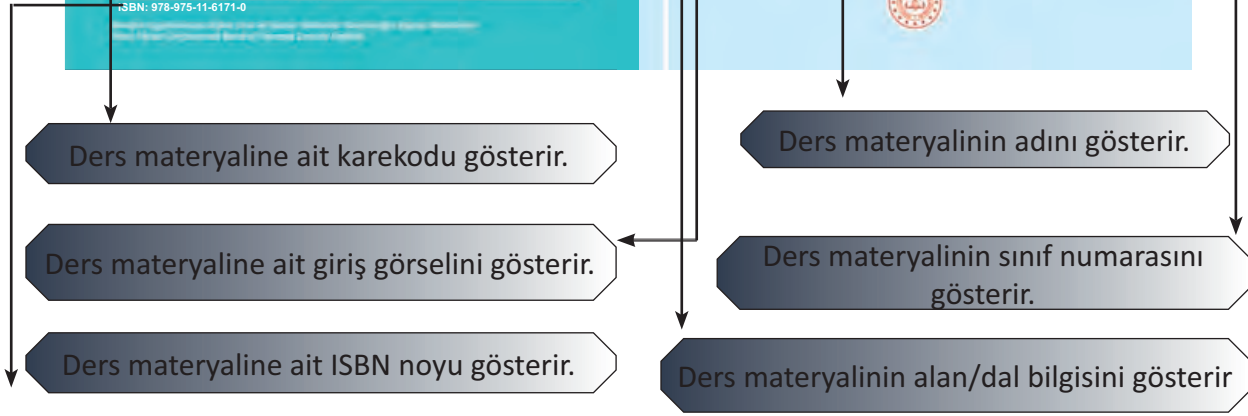 ISBN: 978-975-11-6171-0
Ders materyaline ait karekodu gösterir.
Ders materyalinin adını gösterir.
Ders materyaline ait giriş görselini gösterir.
Ders materyalinin sınıf numarasını
gösterir.
Ders materyaline ait ISBN noyu gösterir.
Ders materyalinin alan/dal bilgisini gösterir